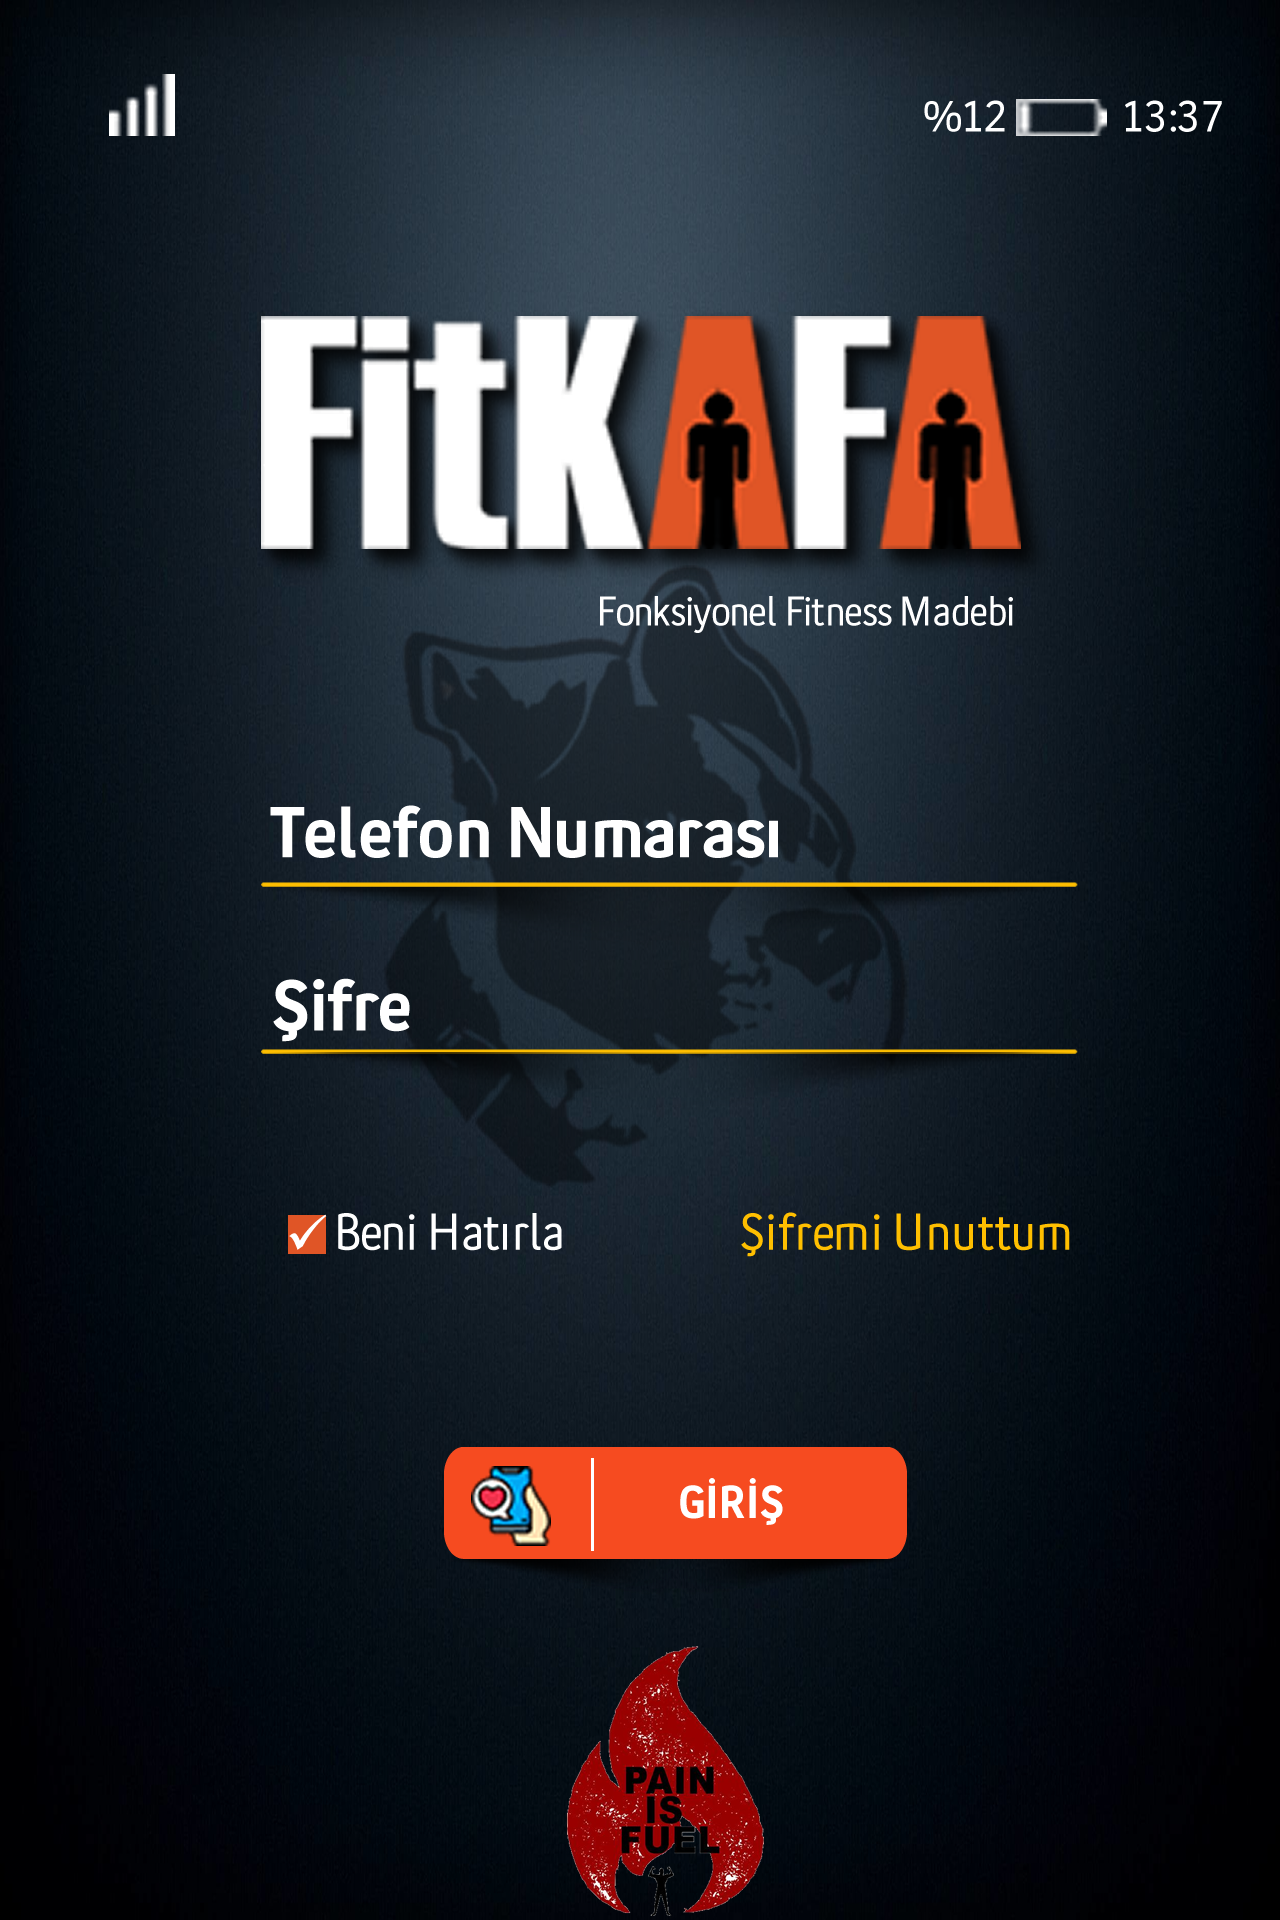 %12 13:37
FitKAFA
Fonksiyonel Fitness Madebi
Telefon Numarası
Şifre
Beni Hatırla Şifremi Unuttum
GİRİŞ
PAIN
IS
FUEL